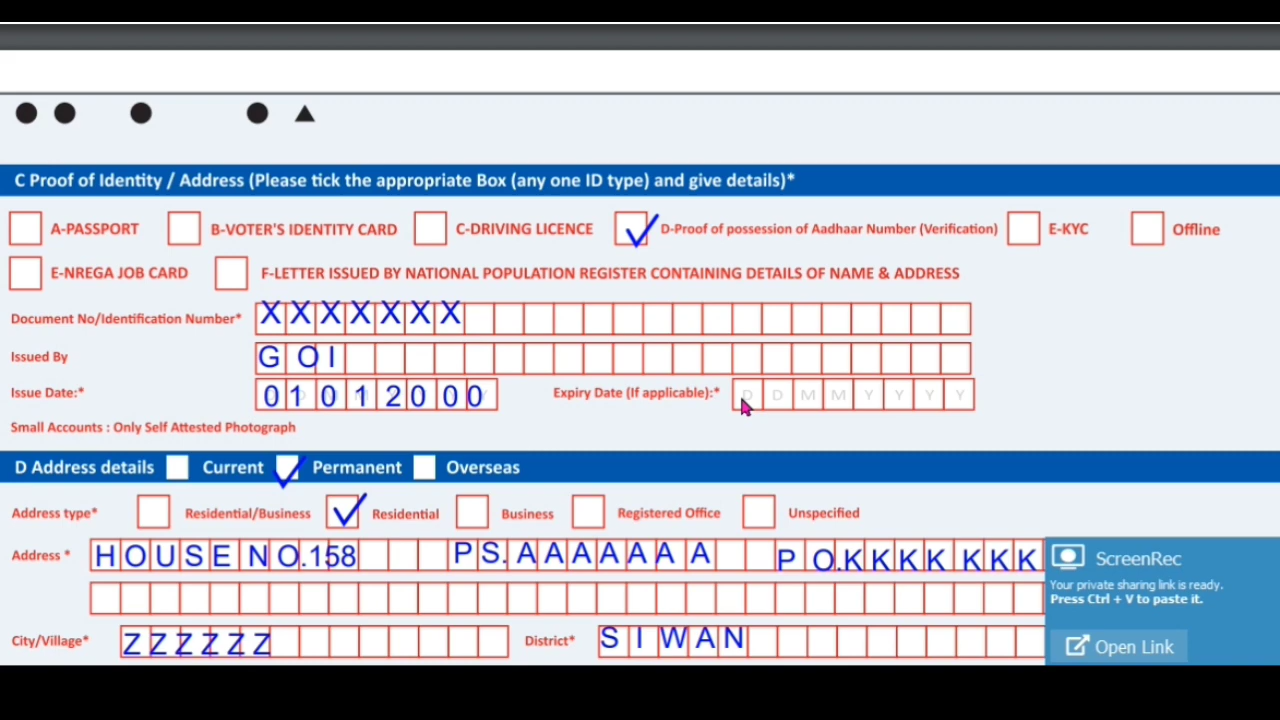 C Proof of Identity / Address (Please tick the appropriate Box (any one ID type) and give details)*
A-PASSPORT B-VOTER'S IDENTITY CARD C-DRIVING LICENCE D-Proof of possession of Aadhaar Number (Verification) E-KYC Offline
E-NREGA JOB CARD F-LETTER ISSUED BY NATIONAL POPULATION REGISTER CONTAINING DETAILS OF NAME & ADDRESS
Document No/Identification Number* XXXXXXX
Issued By GOI
Issue Date:* 01012000 Expiry Date (If applicable):* D D M M Y Y Y Y
Small Accounts : Only Self Attested Photograph
D Address details Current Permanent Overseas
Address type* Residential/Business Residential Business Registered Office Unspecified
Address * HOUSE NO.158 PS.AAAAAAA PO.KKKKKKK
City/Village* ZZZZZZ District* SIWAN
ScreenRec
Your private sharing link is ready.
Press Ctrl + V to paste it.
Open Link